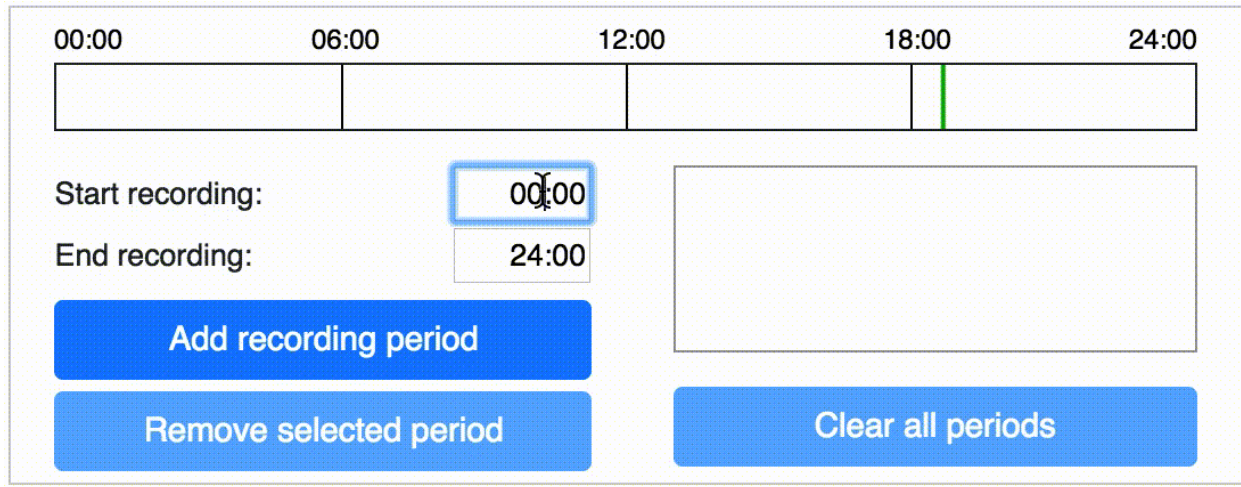 00:00 06:00 12:00 18:00 24:00
Start recording: 00:00
End recording: 24:00
Add recording period
Remove selected period
Clear all periods